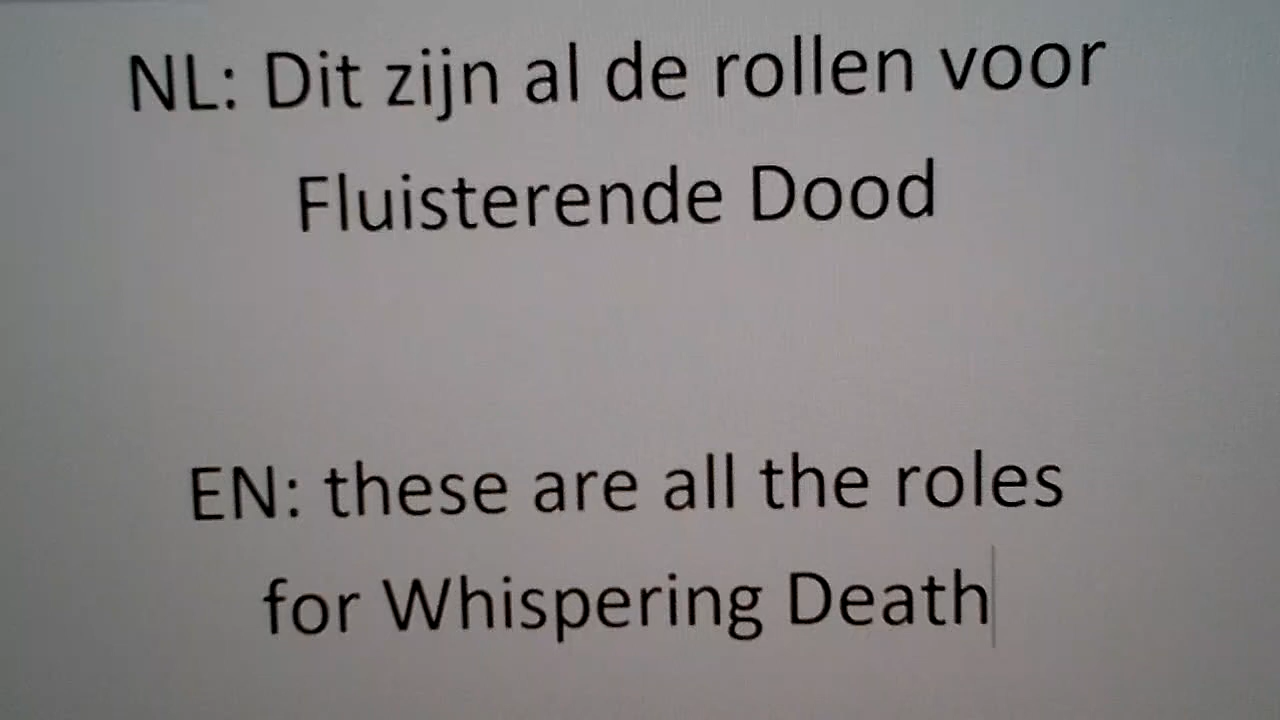 NL: Dit zijn al de rollen voor
Fluisterende Dood
EN: these are all the roles
for Whispering Death